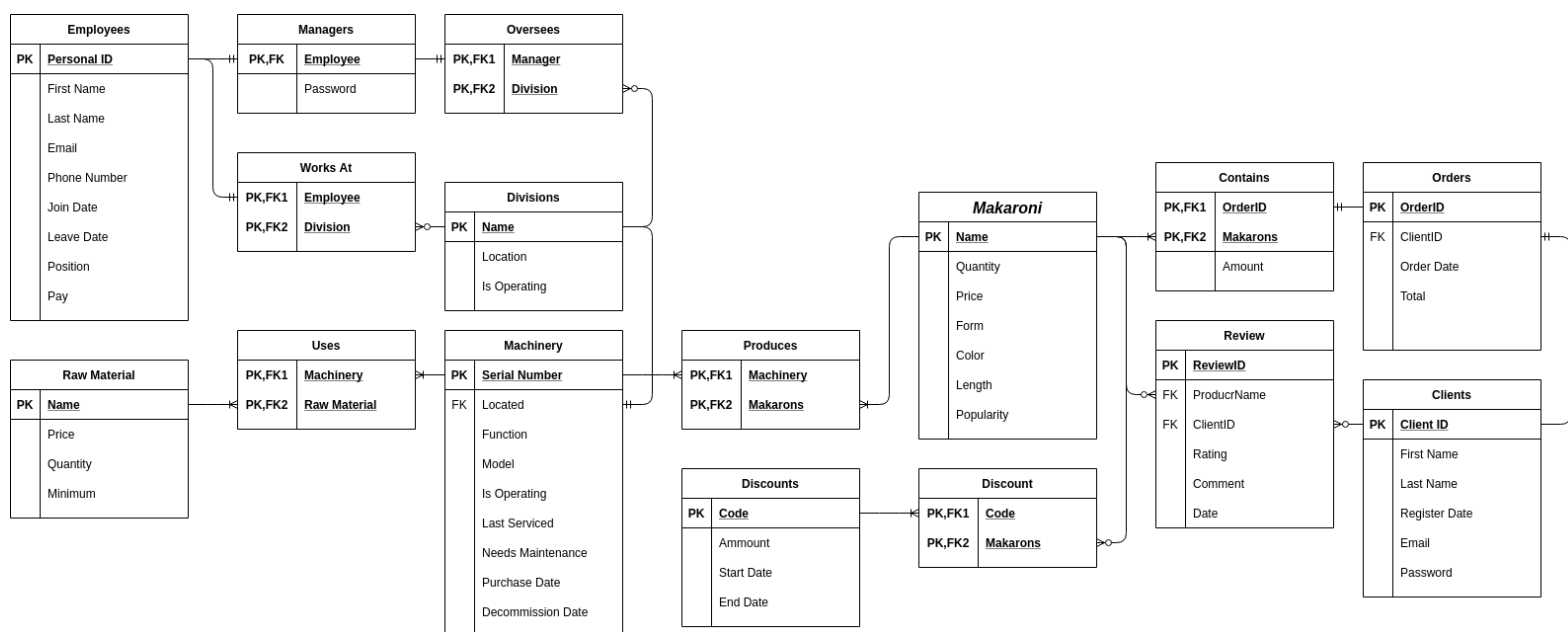 Employees
PK Personal ID
First Name
Last Name
Email
Phone Number
Join Date
Leave Date
Position
Pay
Managers
PK,FK Employee
Password
Oversees
PK,FK1 Manager
PK,FK2 Division
Works At
PK,FK1 Employee
PK,FK2 Division
Divisions
PK Name
Location
Is Operating
Raw Material
PK Name
Price
Quantity
Minimum
Uses
PK,FK1 Machinery
PK,FK2 Raw Material
Machinery
PK Serial Number
FK Located
Function
Model
Is Operating
Last Serviced
Needs Maintenance
Purchase Date
Decommission Date
Produces
PK,FK1 Machinery
PK,FK2 Makarons
Discounts
PK Code
Ammount
Start Date
End Date
Makaroni
PK Name
Quantity
Price
Form
Color
Length
Popularity
Discount
PK,FK1 Code
PK,FK2 Makarons
Contains
PK,FK1 OrderID
PK,FK2 Makarons
Amount
Orders
PK OrderID
FK ClientID
Order Date
Total
Review
PK ReviewID
FK ProducrName
FK ClientID
Rating
Comment
Date
Clients
PK Client ID
First Name
Last Name
Register Date
Email
Password